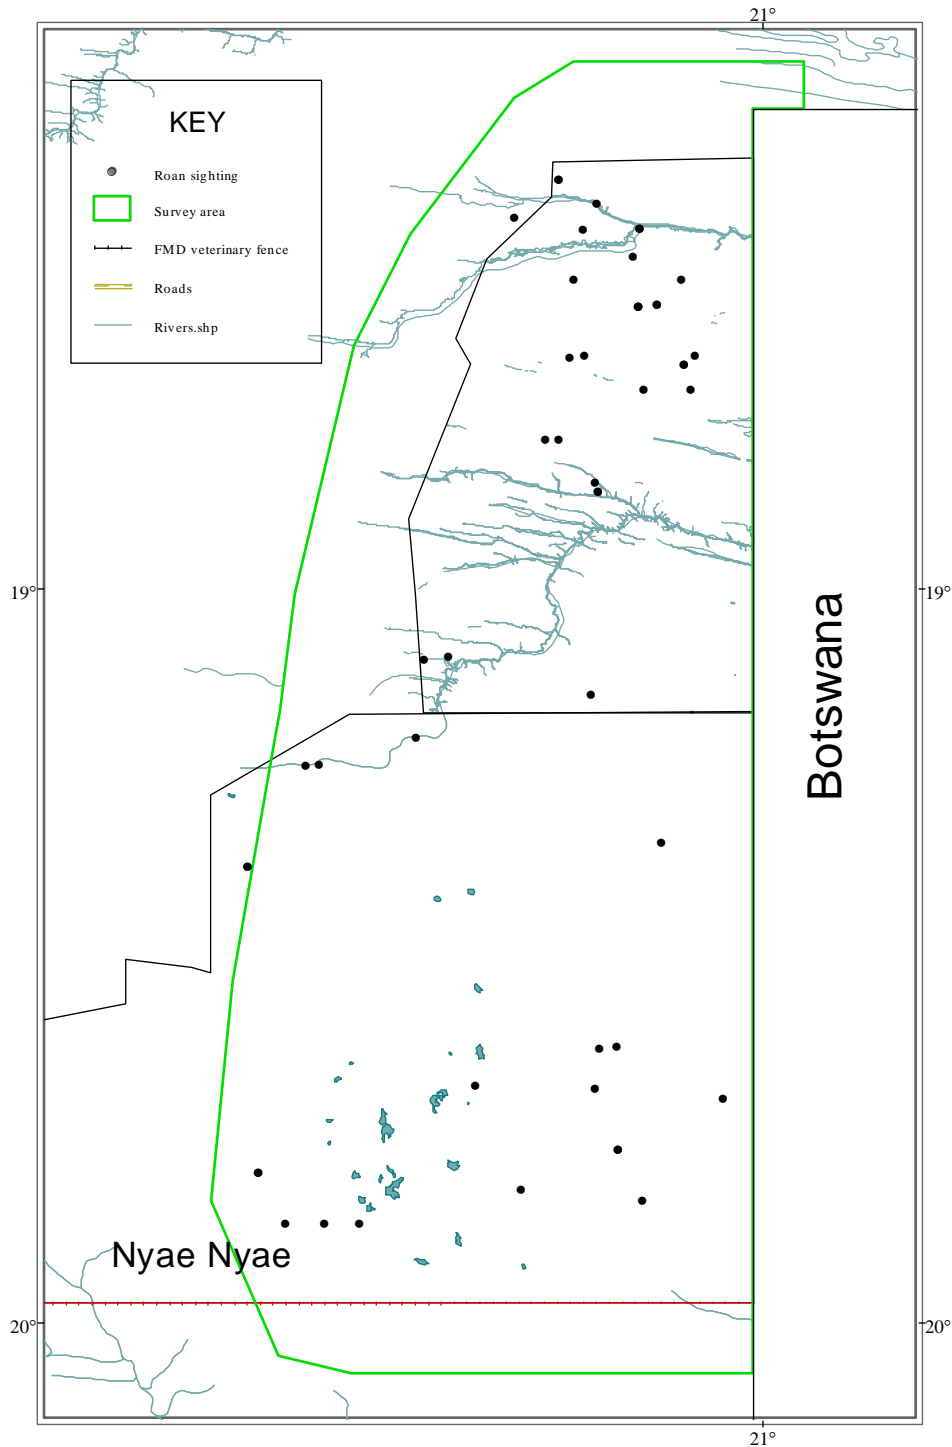 21°
KEY
Roan sighting
Survey area
FMD veterinary fence
Roads
Rivers.shp
19°
19°
Botswana
Nyae Nyae
20°
20°
21°